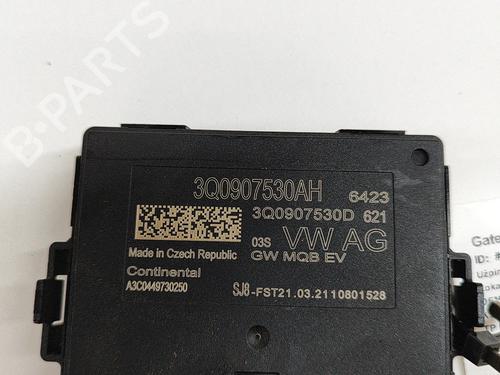 B-PARTS
3Q0907530AH 6423
3Q0907530D 621
03S VW AG
Made in Czech Republic GW MQB EV
Continental
A3C0449730250 SJ8-FST21.03.2110801528
Gate
ID: #